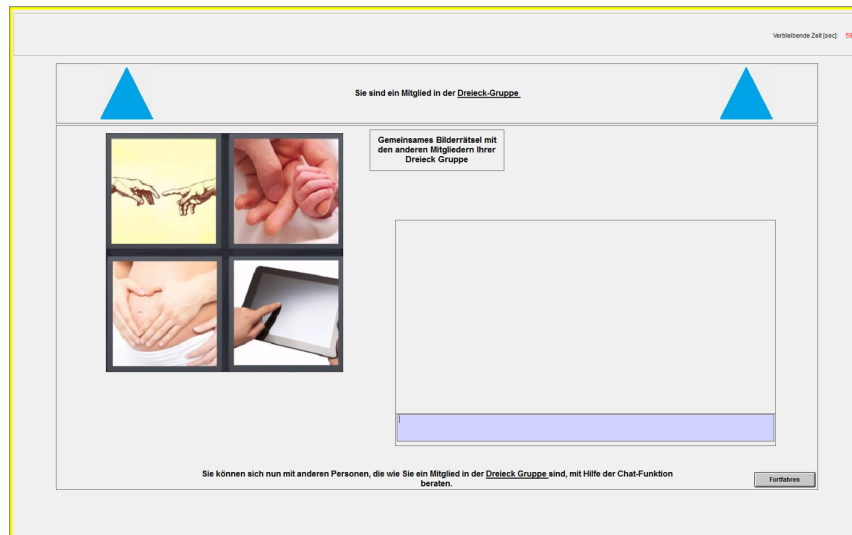 Verbleibende Zeit [sec]: 59
Sie sind ein Mitglied in der Dreieck-Gruppe
Gemeinsames Bilderrätsel mit
den anderen Mitgliedern Ihrer
Dreieck Gruppe
Sie können sich nun mit anderen Personen, die wie Sie ein Mitglied in der Dreieck Gruppe sind, mit Hilfe der Chat-Funktion
beraten.
Fortfahren